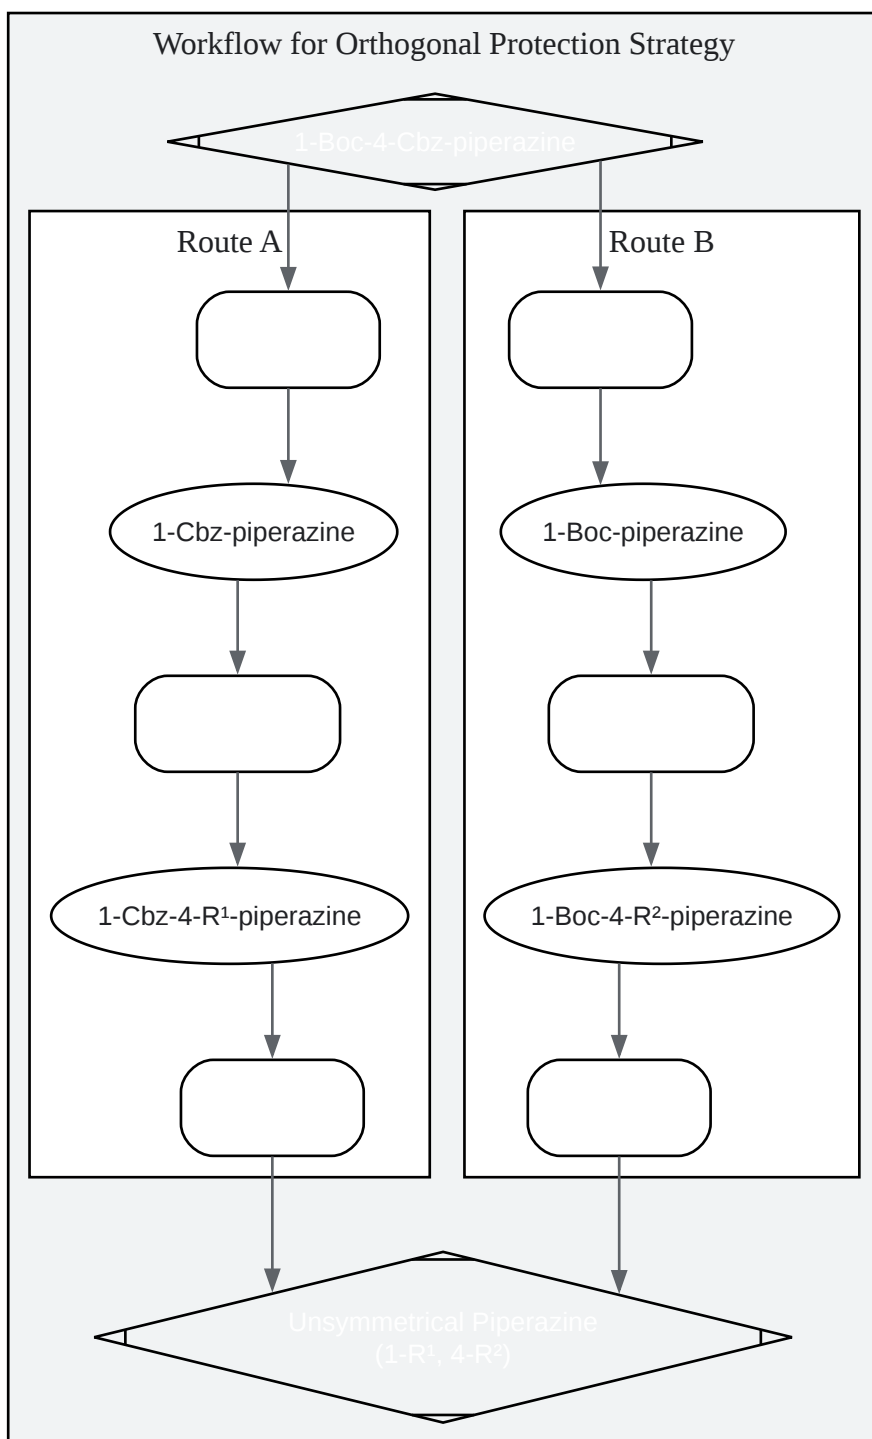 Workflow for Orthogonal Protection Strategy
1-Boc-4-Cbz-piperazine
Route A
Route B
1-Cbz-piperazine
1-Boc-piperazine
1-Cbz-4-R¹-piperazine
1-Boc-4-R²-piperazine
Unsymmetrical Piperazine
(1-R¹, 4-R²)